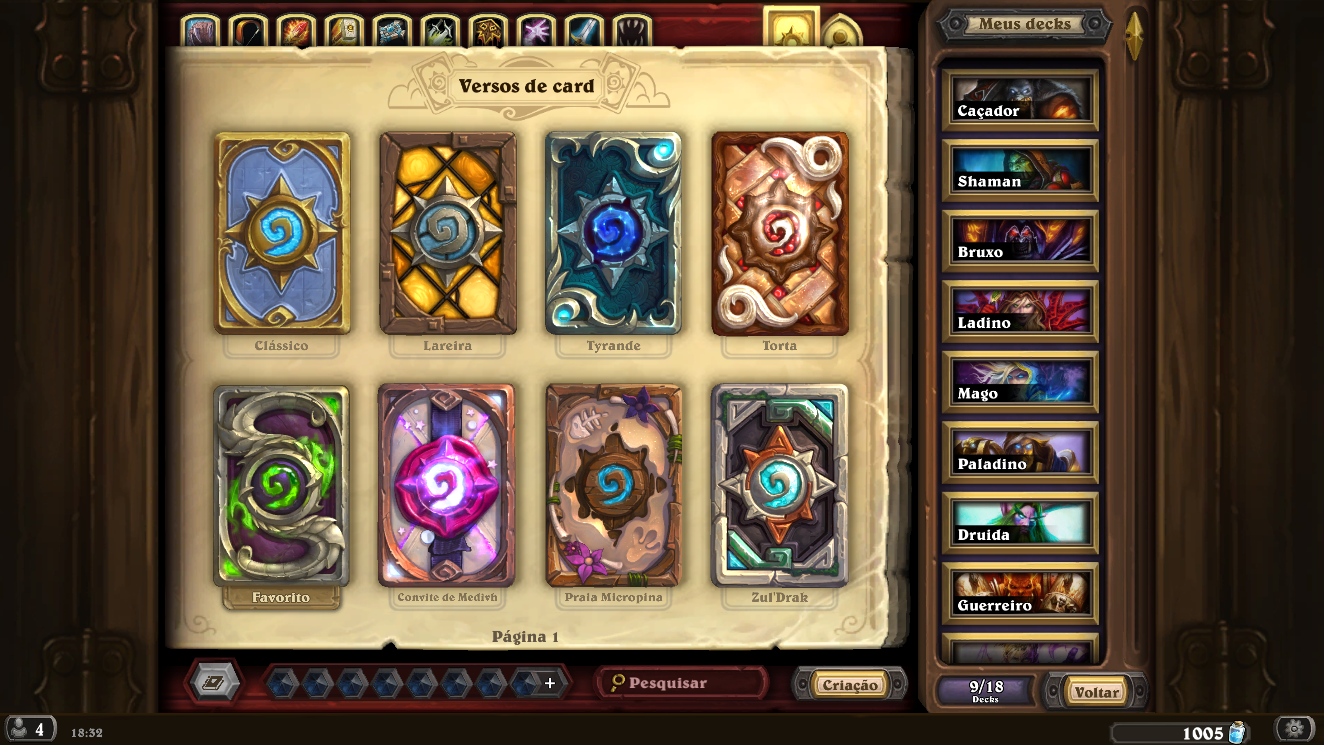 Meus decks
Versos de card
Caçador
Shaman
Bruxo
Ladino
Clássico
Lareira
Tyrande
Torta
Mago
Paladino
Druida
Guerreiro
Favorito
Convite de Medivh
Praia Micropina
Zul'Drak
Página 1
Pesquisar
Criação
9/18
Decks
Voltar
4
18:32
1005